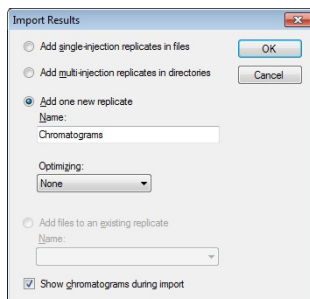 Import Results
Add single-injection replicates in files
OK
Add multi-injection replicates in directories
Cancel
Add one new replicate
Name:
Chromatograms
Optimizing:
None
Add files to an existing replicate
Name:
Show chromatograms during import